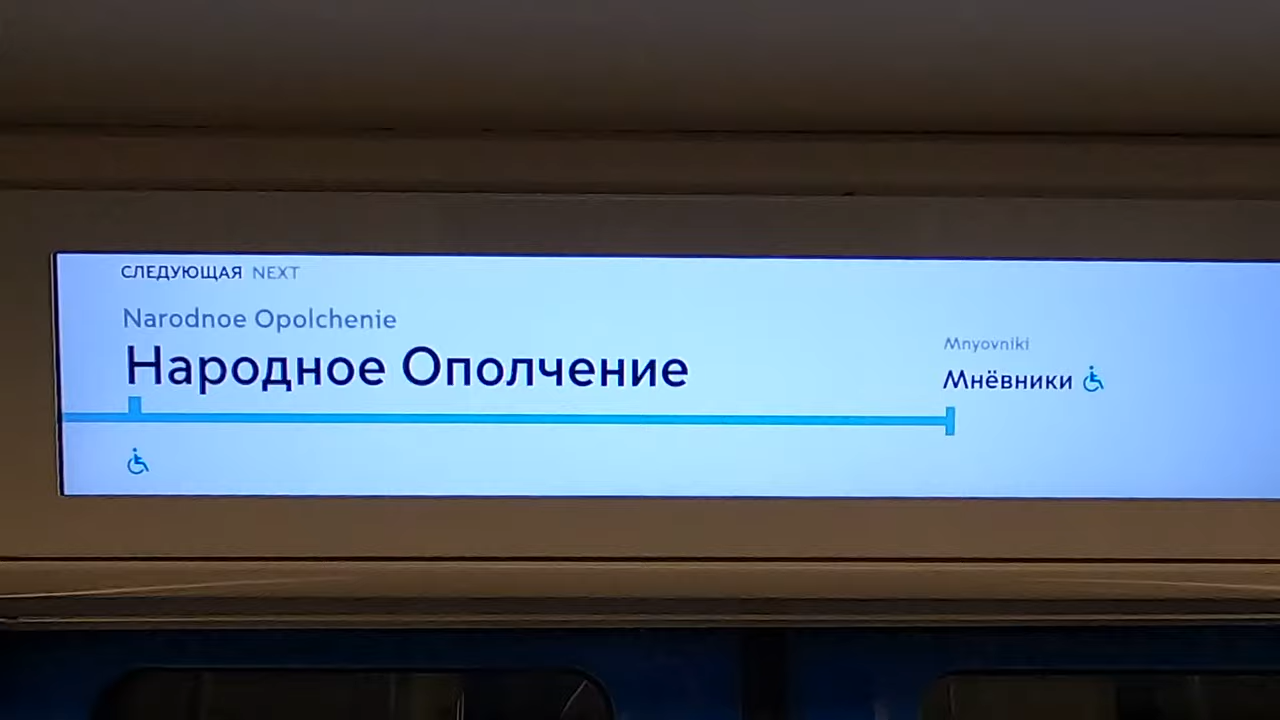 СЛЕДУЮЩАЯ NEXT
Narodnoe Opolchenie
Народное Ополчение
Mnyovniki
Мнёвники